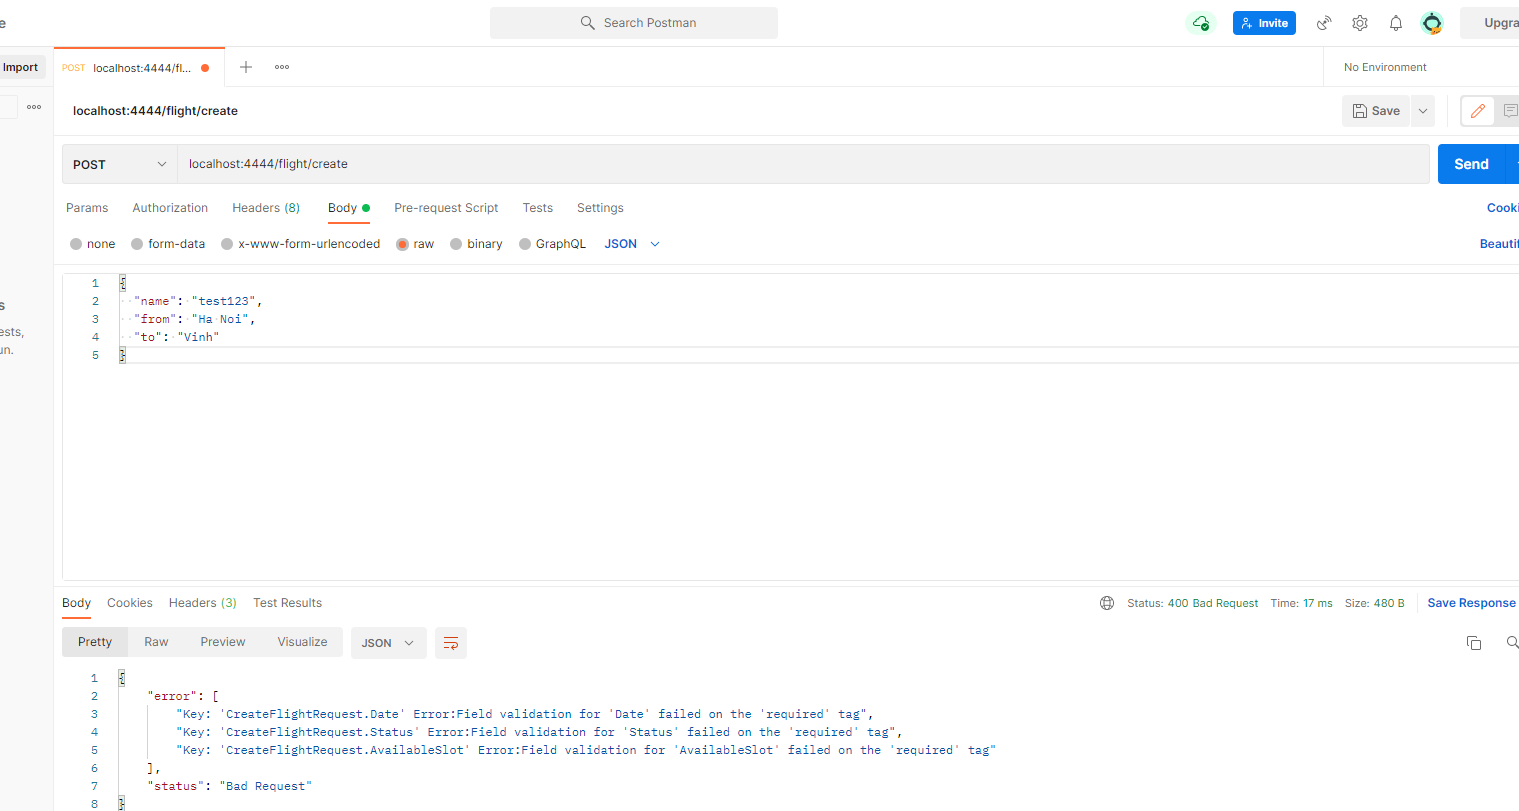 e
Search Postman
Invite
Upgra
Import
POST localhost:4444/fl...
No Environment
localhost:4444/flight/create
Save
POST
localhost:4444/flight/create
Send
Params Authorization Headers (8) Body Pre-request Script Tests Settings
Cooki
none form-data x-www-form-urlencoded raw binary GraphQL JSON
Beautif
1 {
2 "name": "test123",
s
3 "from": "Ha Noi",
ests,
4 "to": "Vinh"
un.
5 }
Body Cookies Headers (3) Test Results
Status: 400 Bad Request Time: 17 ms Size: 480 B Save Response
Pretty Raw Preview Visualize JSON
1 {
2 "error": [
3 "Key: 'CreateFlightRequest.Date' Error:Field validation for 'Date' failed on the 'required' tag",
4 "Key: 'CreateFlightRequest.Status' Error:Field validation for 'Status' failed on the 'required' tag",
5 "Key: 'CreateFlightRequest.AvailableSlot' Error:Field validation for 'AvailableSlot' failed on the 'required' tag"
6 ],
7 "status": "Bad Request"
8 }